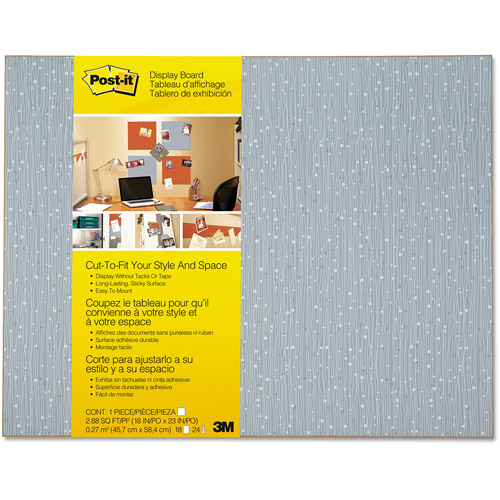 Post-it
Display Board
Tableau d'affichage
Tablero de exhibición
Cut-To-Fit Your Style And Space
• Display Without Tacks Or Tape
• Long-Lasting, Sticky Surface
• Easy To Mount
Coupez le tableau pour qu'il
convienne à votre style et
à votre espace
• Affichez des documents sans punaises ni ruban
• Surface adhésive durable
• Montage facile
Corte para ajustarlo a su
estilo y a su espacio
• Exhiba sin tachuelas ni cinta adhesivar
• Superficie duradera y adhesiva
• Fácil de montar
CONT: 1 PIECE/PIÈCE/PIEZA
2.88 SQ FT/PI² (18 IN/PO x 23 IN/PO)
0.27 m² (45,7 cm x 58,4 cm) 18 24
3M